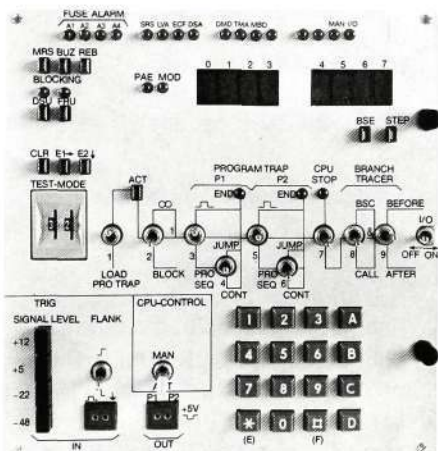 FUSE ALARM
A1 A2 A3 A4
SRS LVA ECF DSA
DMD TMA MBD
MAN I/O
MRS BUZ REB
BLOCKING
DSU FRU
PAE MOD
0 1 2 3
4 5 6 7
BSE STEP
CLR E1→ E2↓
TEST-MODE
ACT
PROGRAM TRAP
P1 P2
END END
CPU STOP
BRANCH TRACER
BSC BEFORE
I/O
∞
1
JUMP JUMP
&
1 2 3 5 7 8 9
OFF ON
LOAD PRO TRAP
BLOCK
PRO SEQ
4
CONT
PRO SEQ
6
CONT
CALL AFTER
TRIG
SIGNAL LEVEL FLANK
CPU-CONTROL
+12
+5
-22
-48
MAN
P1 P2
+5V
IN
OUT
1 2 3 A
4 5 6 B
7 8 9 C
* 0 ¤ D
(E) (F)